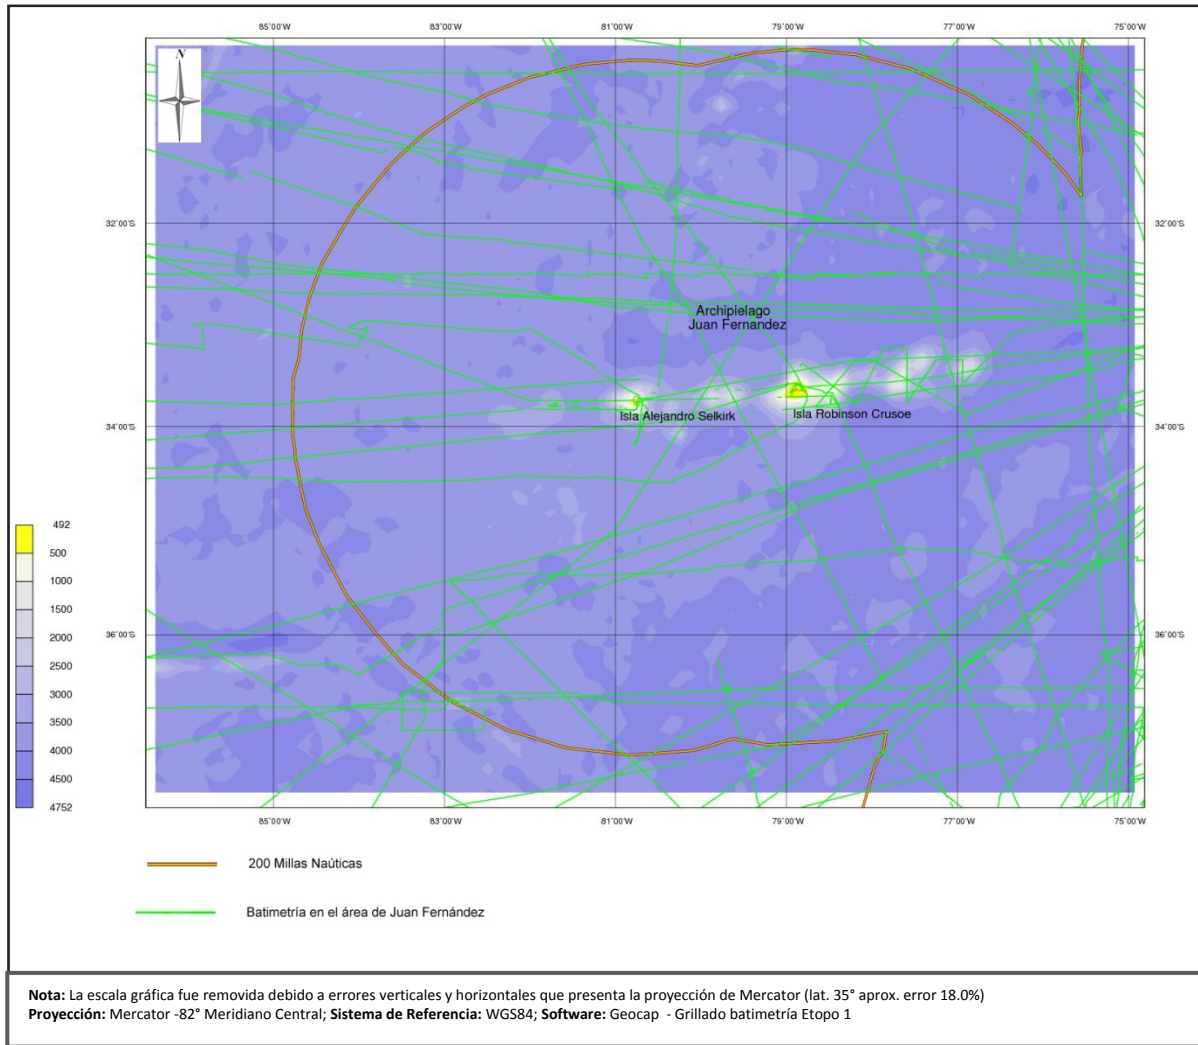 85°00'W
83°00'W
81°00'W
79°00'W
77°00'W
75°00'W
N
32°00'S
32°00'S
Archipielago
Juan Fernandez
Isla Alejandro Selkirk
Isla Robinson Crusoe
34°00'S
34°00'S
492
500
1000
1500
2000
2500
3000
3500
4000
4500
4752
36°00'S
36°00'S
85°00'W
83°00'W
81°00'W
79°00'W
77°00'W
75°00'W
200 Millas Naúticas
Batimetría en el área de Juan Fernández
Nota: La escala gráfica fue removida debido a errores verticales y horizontales que presenta la proyección de Mercator (lat. 35° aprox. error 18.0%)
Proyección: Mercator -82° Meridiano Central; Sistema de Referencia: WGS84; Software: Geocap - Grillado batimetría Etopo 1